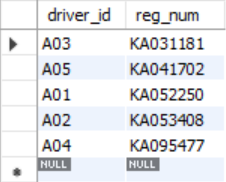 driver_id reg_num
A03 KA031181
A05 KA041702
A01 KA052250
A02 KA053408
A04 KA095477
NULL NULL